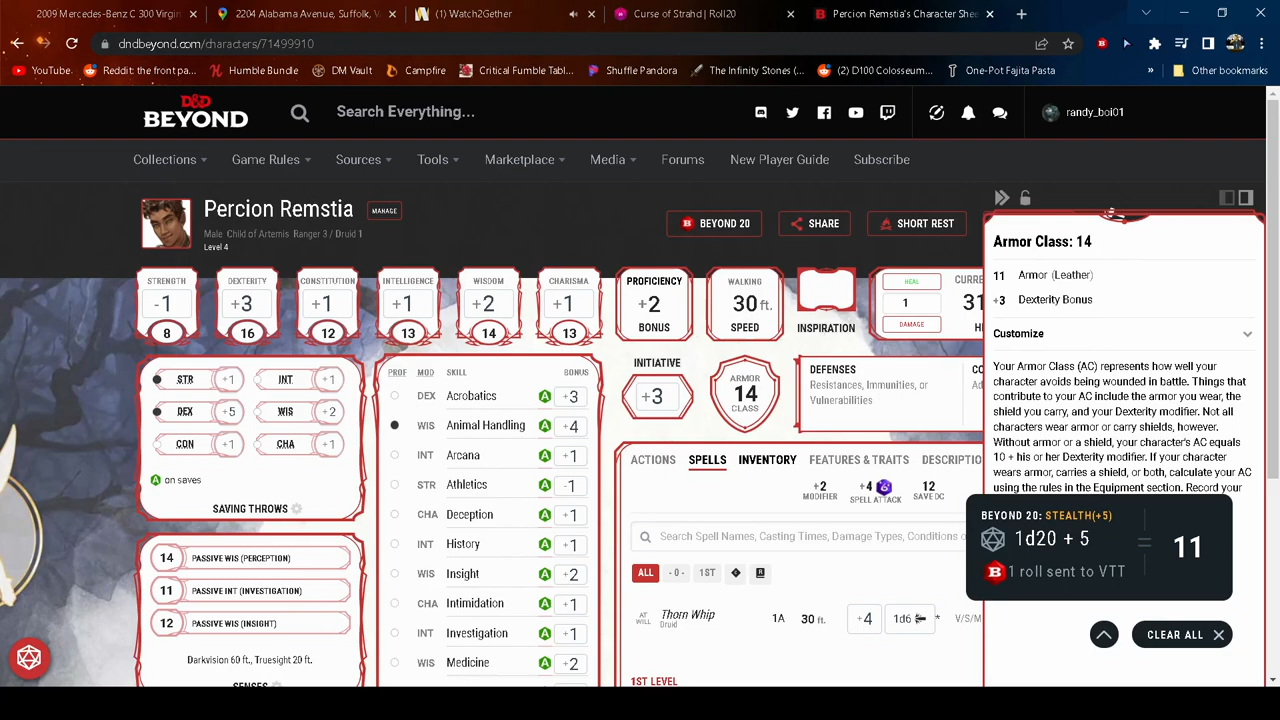 2009 Mercedes-Benz C 300 Virgin
2204 Alabama Avenue, Suffolk, V
(1) Watch2Gether
Curse of Strahd | Roll20
Percion Remstia's Character She
dndbeyond.com/characters/71499910
YouTube
Reddit: the front pa...
Humble Bundle
DM Vault
Campfire
Critical Fumble Tabl...
Shuffle Pandora
The Infinity Stones (...
(2) D100 Colosseum...
One-Pot Fajita Pasta
»
Other bookmarks
D&D
BEYOND
Search Everything...
randy_boi01
Collections
Game Rules
Sources
Tools
Marketplace
Media
Forums
New Player Guide
Subscribe
Percion Remstia
MANAGE
Male Child of Artemis Ranger 3 / Druid 1
Level 4
BEYOND 20
SHARE
SHORT REST
STRENGTH
-1
8
DEXTERITY
+3
16
CONSTITUTION
+1
12
INTELLIGENCE
+1
13
WISDOM
+2
14
CHARISMA
+1
13
PROFICIENCY
+2
BONUS
WALKING
30 ft.
SPEED
INSPIRATION
HEAL
1
DAMAGE
CURRE
31
H
STR +1
INT +1
DEX +5
WIS +2
CON +1
CHA +1
A on saves
SAVING THROWS
14 PASSIVE WIS (PERCEPTION)
11 PASSIVE INT (INVESTIGATION)
12 PASSIVE WIS (INSIGHT)
Darkvision 60 ft., Truesight 20 ft.
SENSES
PROF MOD SKILL BONUS
DEX Acrobatics A +3
WIS Animal Handling A +4
INT Arcana A +1
STR Athletics A -1
CHA Deception A +1
INT History A +1
WIS Insight A +2
CHA Intimidation A +1
INT Investigation A +1
WIS Medicine A +2
INITIATIVE
+3
ARMOR
14
CLASS
DEFENSES
Resistances, Immunities, or
Vulnerabilities
CO
Ad
ACTIONS
SPELLS
INVENTORY
FEATURES & TRAITS
DESCRIPTION
+2
MODIFIER
+4
SPELL ATTACK
12
SAVE DC
Search Spell Names, Casting Times, Damage Types, Conditions o
ALL
- 0 -
1ST
R
AT
WILL
Thorn Whip
Druid
1A
30 ft.
+4
1d6
*
V/S/M
1ST LEVEL
Armor Class: 14
11 Armor (Leather)
+3 Dexterity Bonus
Customize
Your Armor Class (AC) represents how well your
character avoids being wounded in battle. Things that
contribute to your AC include the armor you wear, the
shield you carry, and your Dexterity modifier. Not all
characters wear armor or carry shields, however.
Without armor or a shield, your character's AC equals
10 + his or her Dexterity modifier. If your character
wears armor, carries a shield, or both, calculate your AC
using the rules in the Equipment section. Record your
BEYOND 20: STEALTH(+5)
1d20 + 5 = 11
1 roll sent to VTT
CLEAR ALL